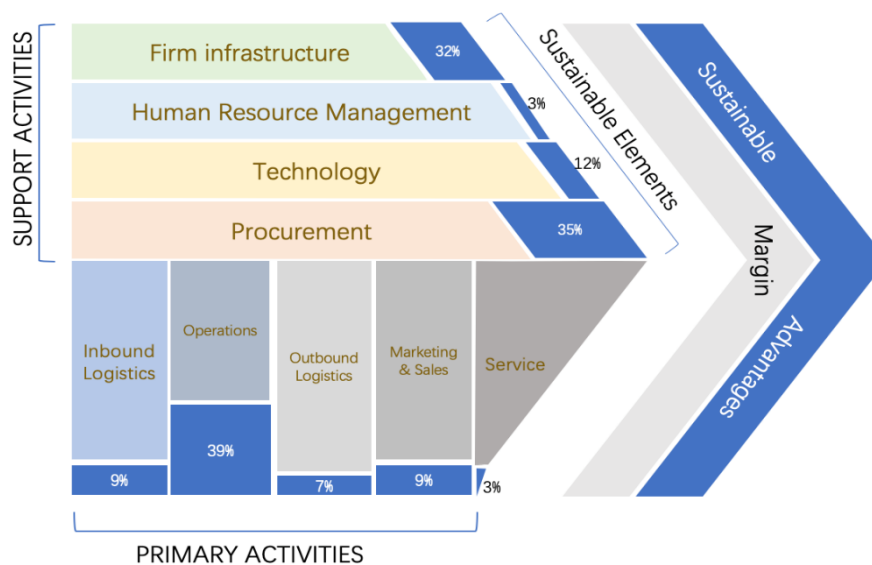 SUPPORT ACTIVITIES
Firm infrastructure
32%
Human Resource Management
3%
Technology
12%
Procurement
35%
Sustainable Elements
Inbound
Logistics
9%
Operations
39%
Outbound
Logistics
7%
Marketing
& Sales
9%
Service
3%
PRIMARY ACTIVITIES
Margin
Sustainable
Advantages